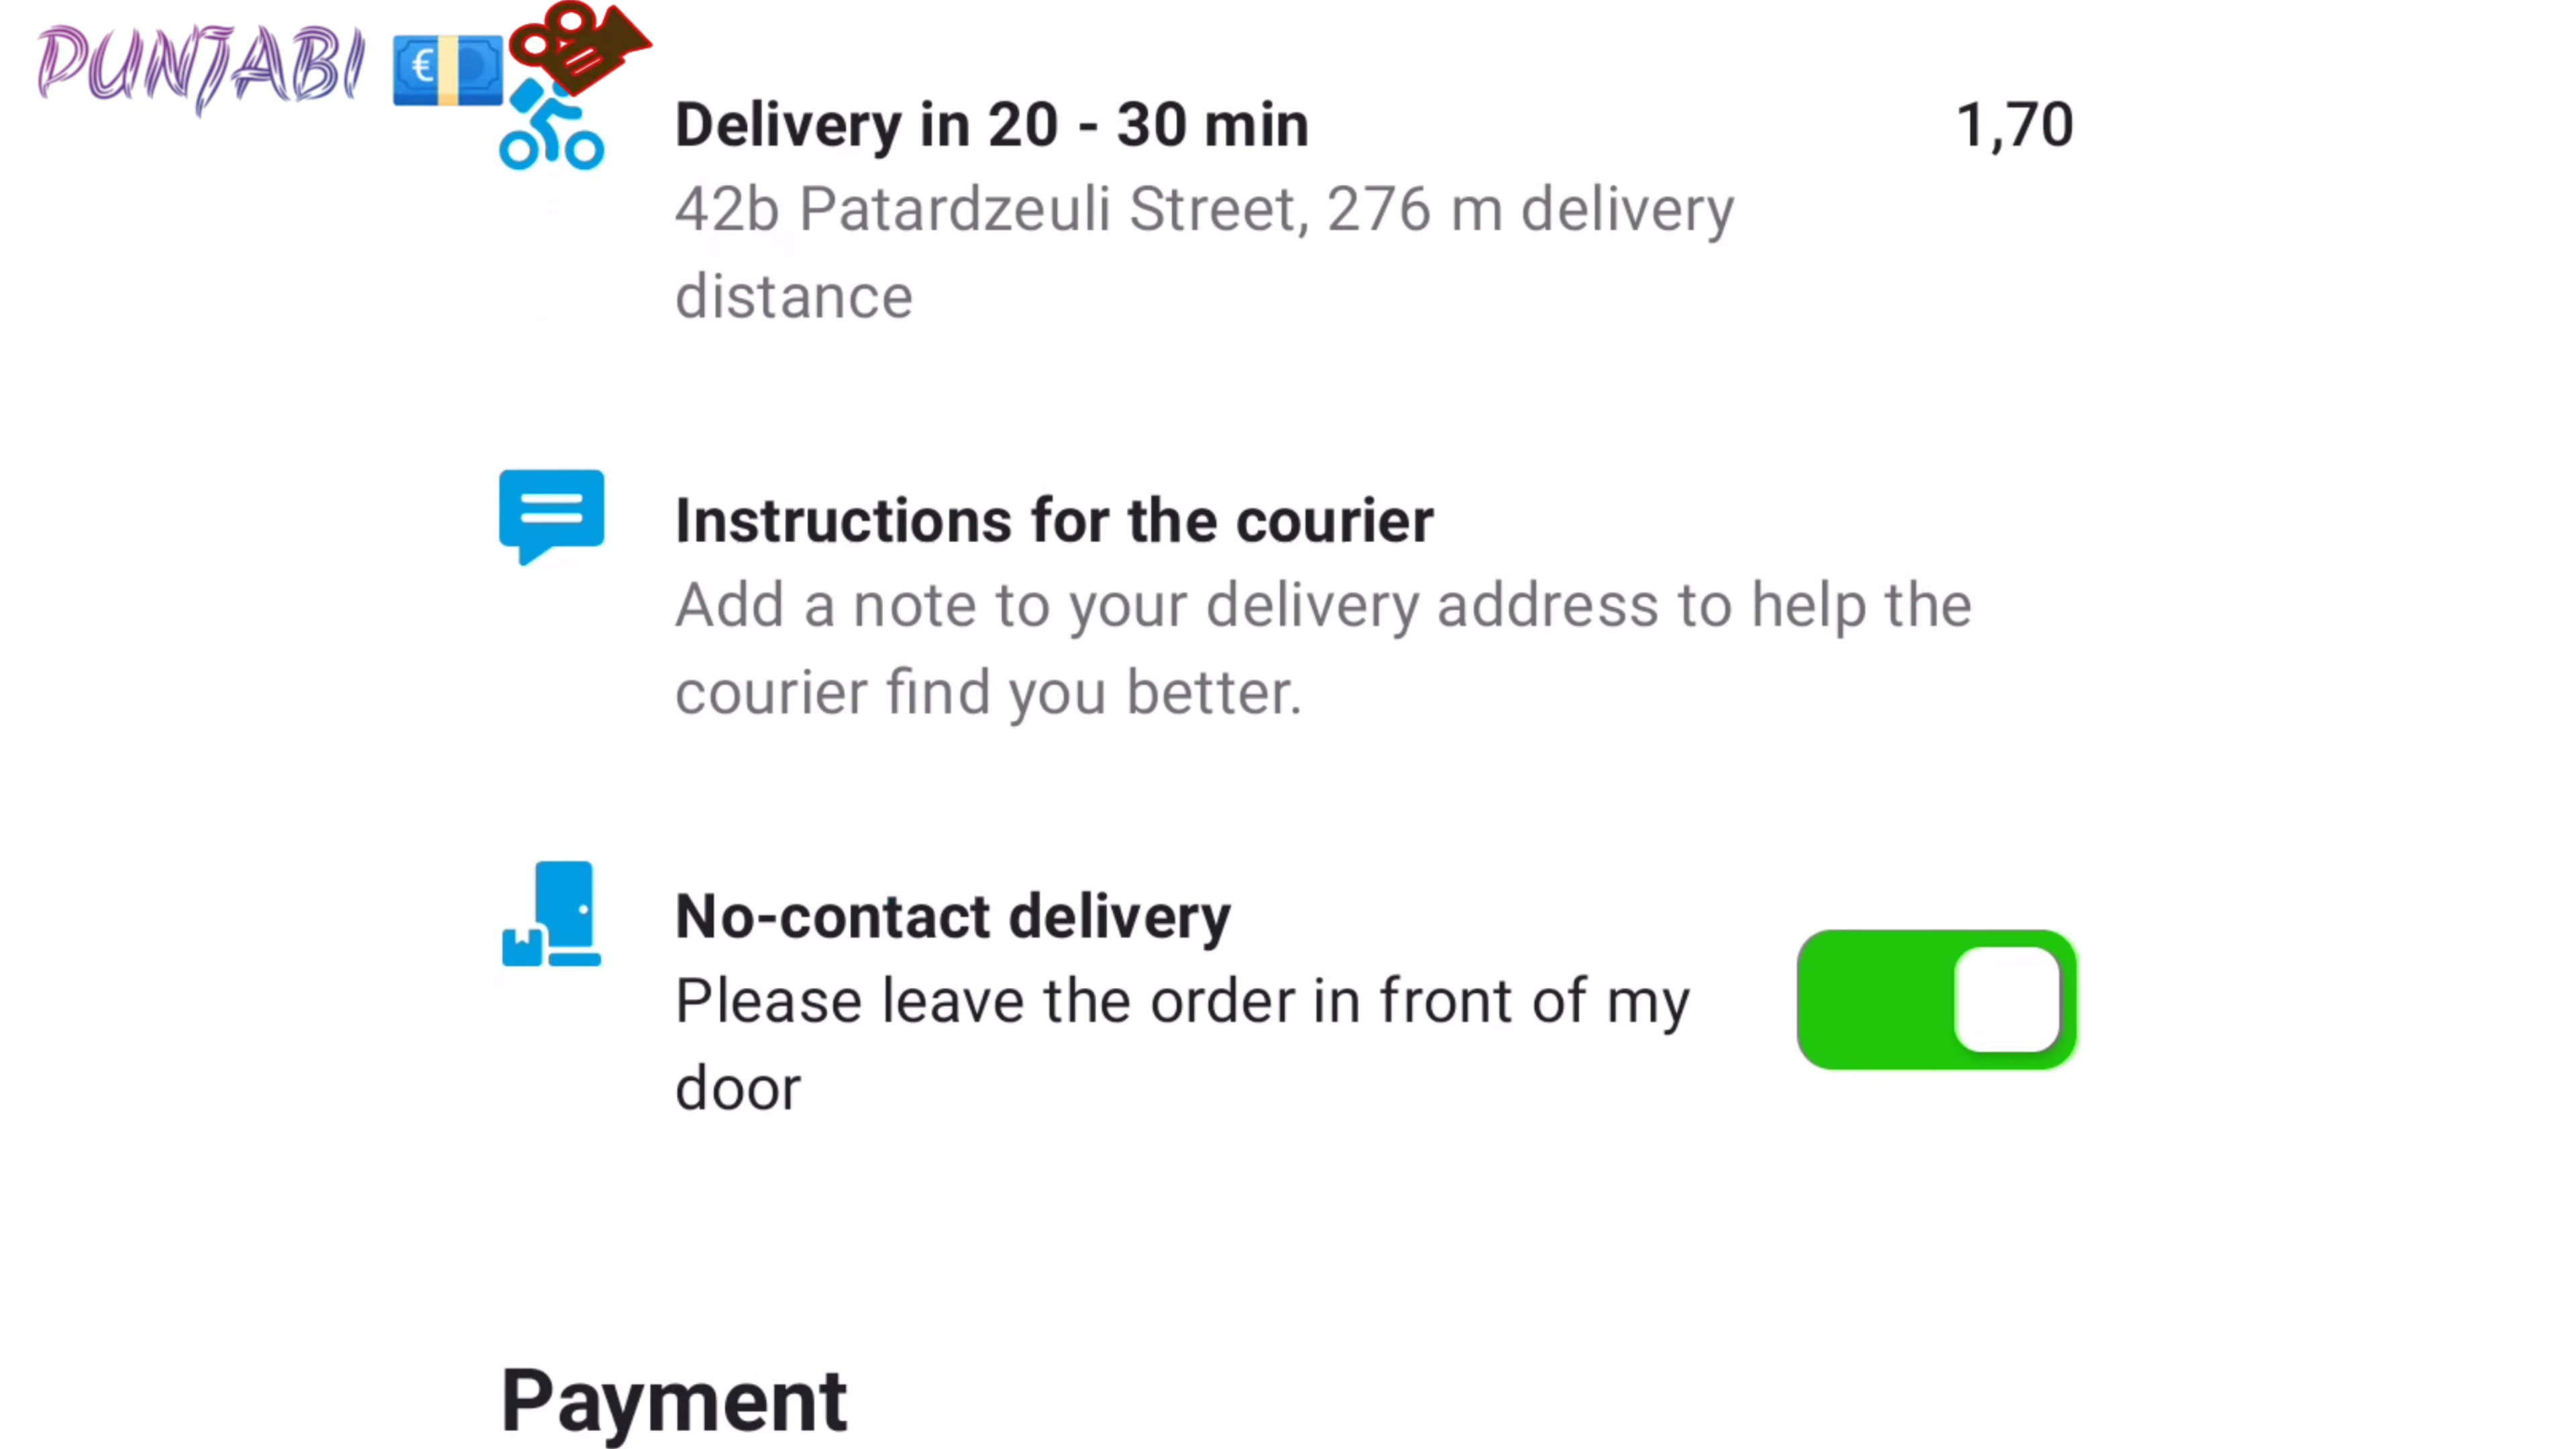 PUNJABI
Delivery in 20 - 30 min 1,70
42b Patardzeuli Street, 276 m delivery
distance
Instructions for the courier
Add a note to your delivery address to help the
courier find you better.
No-contact delivery
Please leave the order in front of my
door
Payment